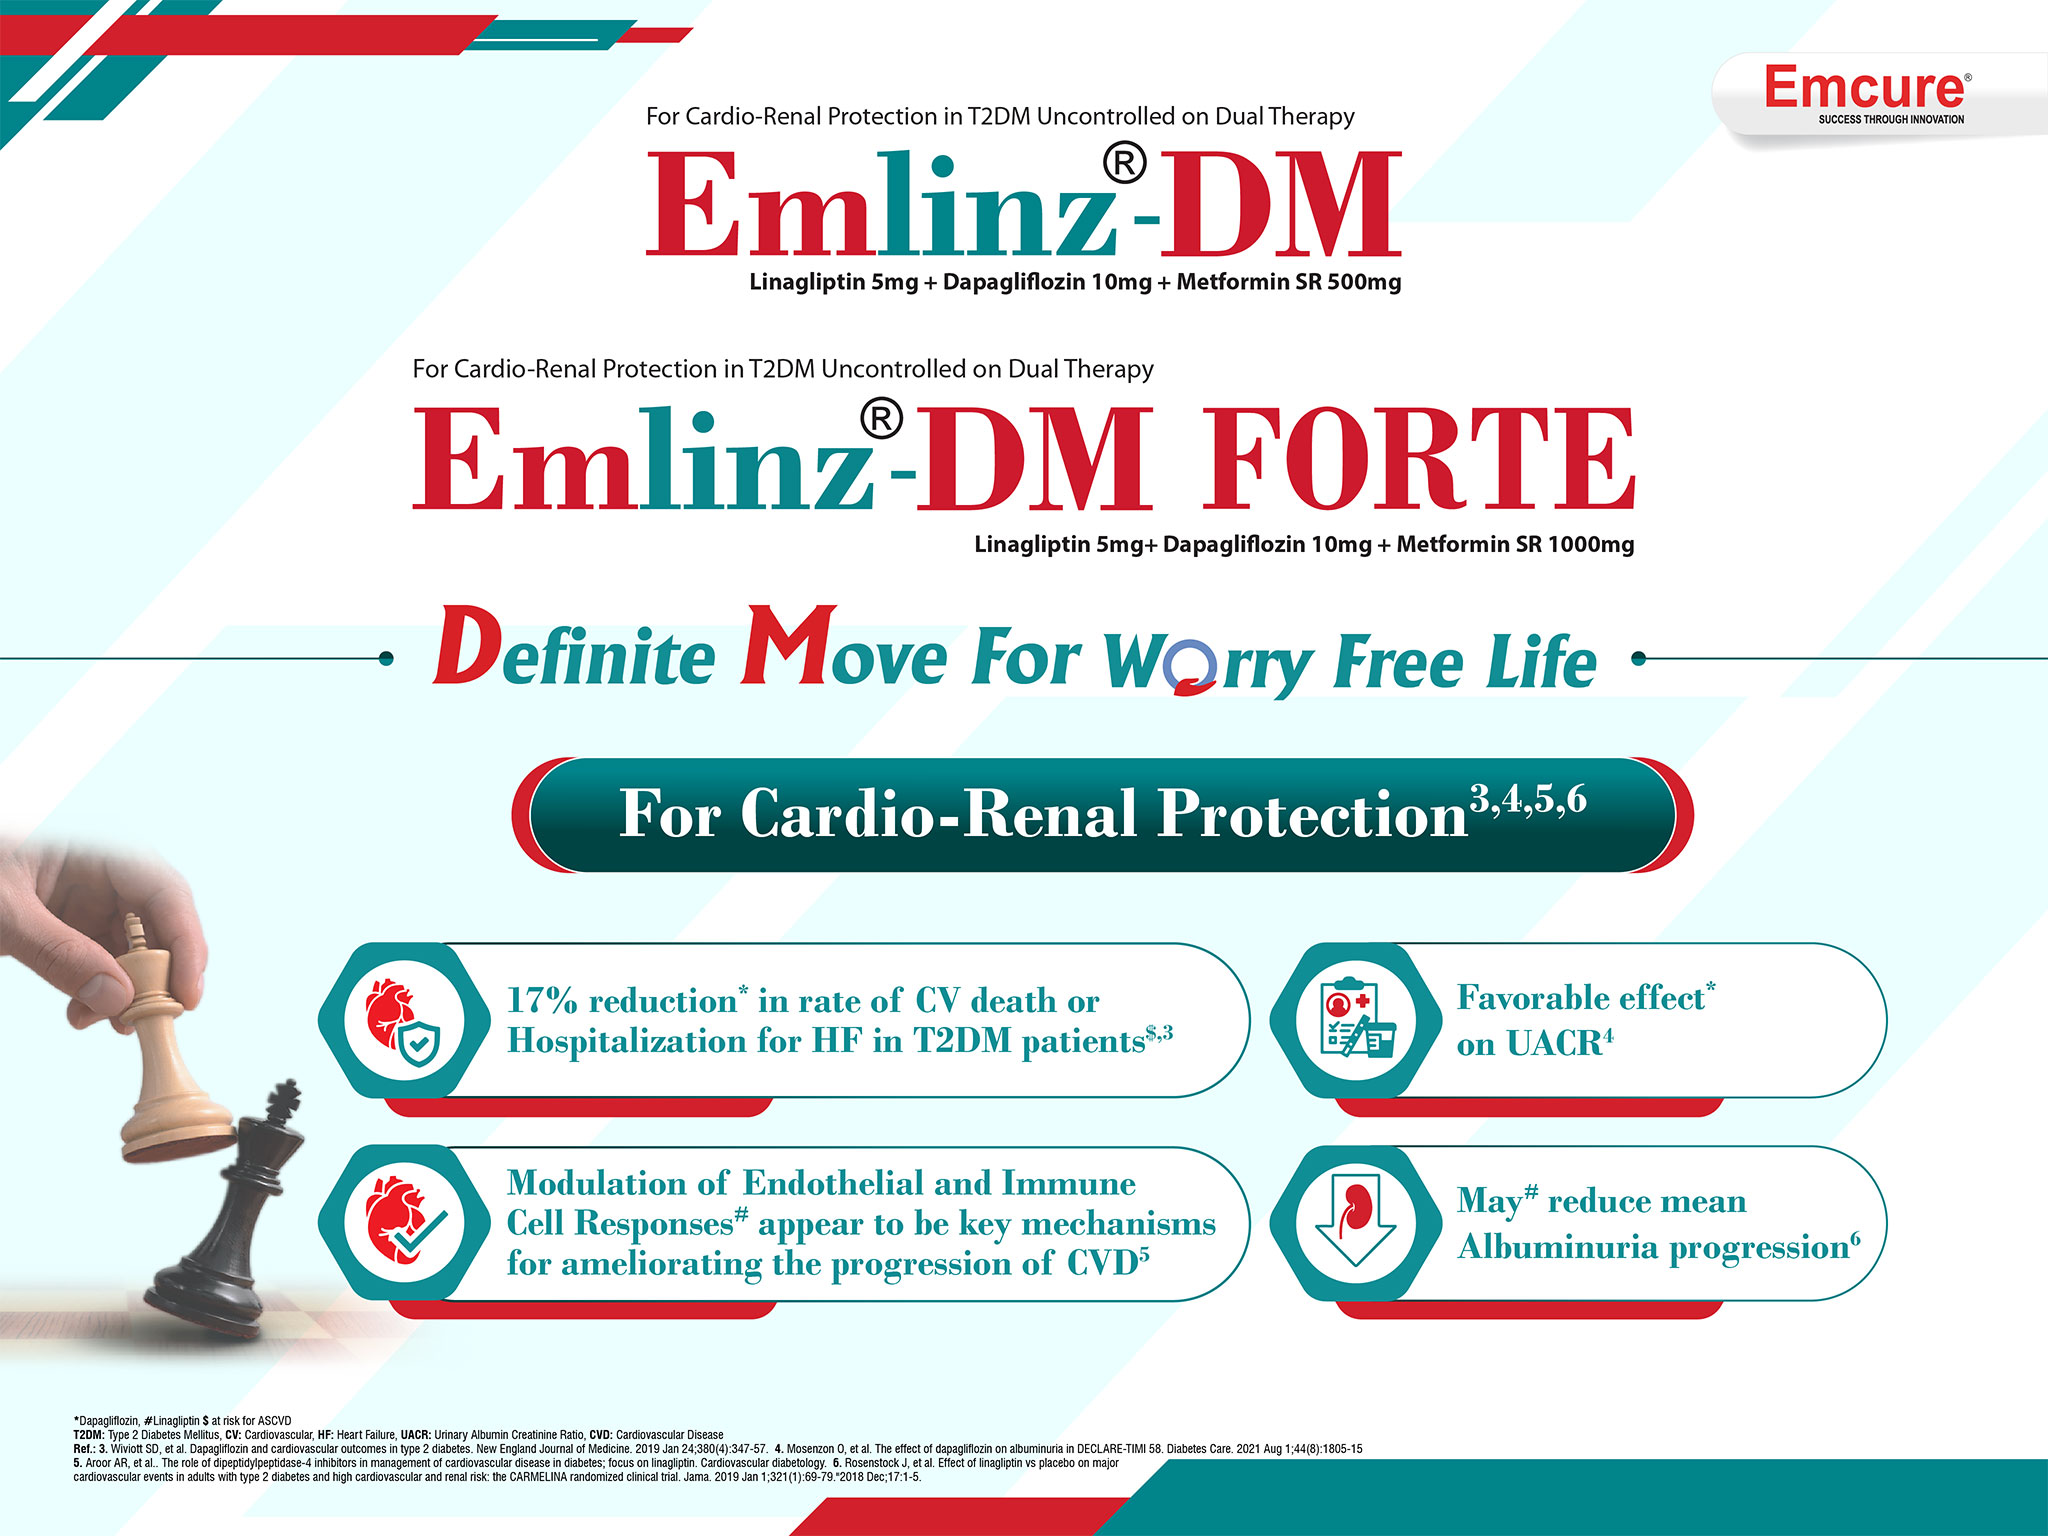 Emcure®
SUCCESS THROUGH INNOVATION
For Cardio-Renal Protection in T2DM Uncontrolled on Dual Therapy
Emlinz®-DM
Linagliptin 5mg + Dapagliflozin 10mg + Metformin SR 500mg
For Cardio-Renal Protection in T2DM Uncontrolled on Dual Therapy
Emlinz®-DM FORTE
Linagliptin 5mg+ Dapagliflozin 10mg + Metformin SR 1000mg
Definite Move For Worry Free Life
For Cardio-Renal Protection3,4,5,6
17% reduction* in rate of CV death or
Hospitalization for HF in T2DM patients$,3
Favorable effect*
on UACR4
Modulation of Endothelial and Immune
Cell Responses# appear to be key mechanisms
for ameliorating the progression of CVD5
May# reduce mean
Albuminuria progression6
*Dapagliflozin, #Linagliptin $ at risk for ASCVD
T2DM: Type 2 Diabetes Mellitus, CV: Cardiovascular, HF: Heart Failure, UACR: Urinary Albumin Creatinine Ratio, CVD: Cardiovascular Disease
Ref.: 3. Wiviott SD, et al. Dapagliflozin and cardiovascular outcomes in type 2 diabetes. New England Journal of Medicine. 2019 Jan 24;380(4):347-57. 4. Mosenzon O, et al. The effect of dapagliflozin on albuminuria in DECLARE-TIMI 58. Diabetes Care. 2021 Aug 1;44(8):1805-15
5. Aroor AR, et al.. The role of dipeptidylpeptidase-4 inhibitors in management of cardiovascular disease in diabetes; focus on linagliptin. Cardiovascular diabetology. 6. Rosenstock J, et al. Effect of linagliptin vs placebo on major
cardiovascular events in adults with type 2 diabetes and high cardiovascular and renal risk: the CARMELINA randomized clinical trial. Jama. 2019 Jan 1;321(1):69-79."2018 Dec;17:1-5.